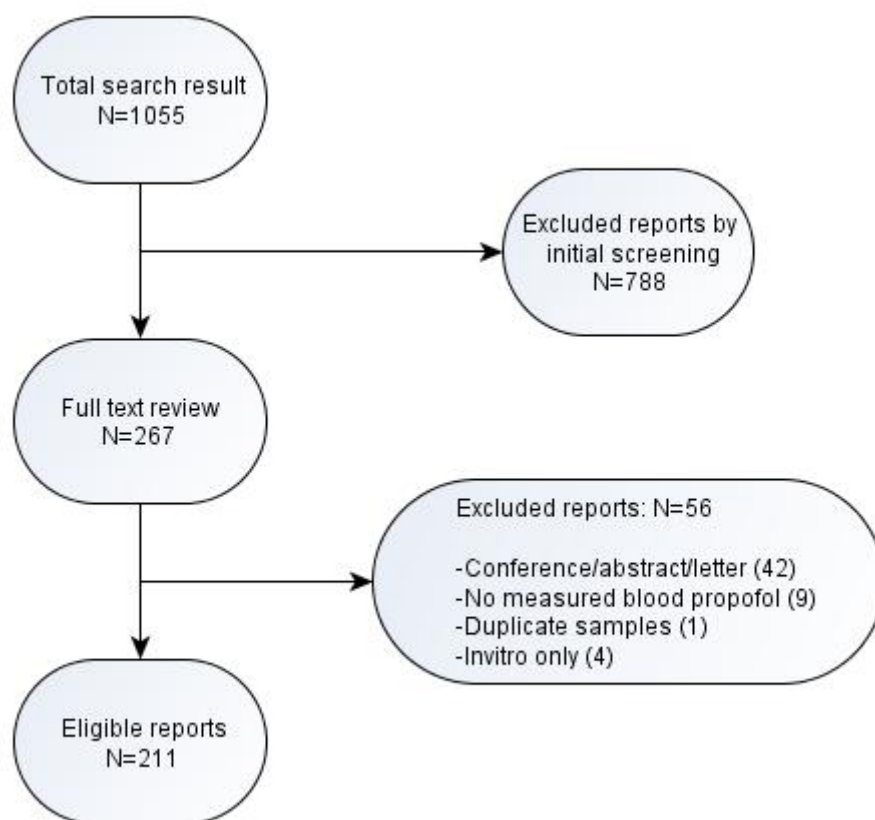 Total search result
N=1055
Excluded reports by
initial screening
N=788
Full text review
N=267
Excluded reports: N=56
-Conference/abstract/letter (42)
-No measured blood propofol (9)
-Duplicate samples (1)
-Invitro only (4)
Eligible reports
N=211